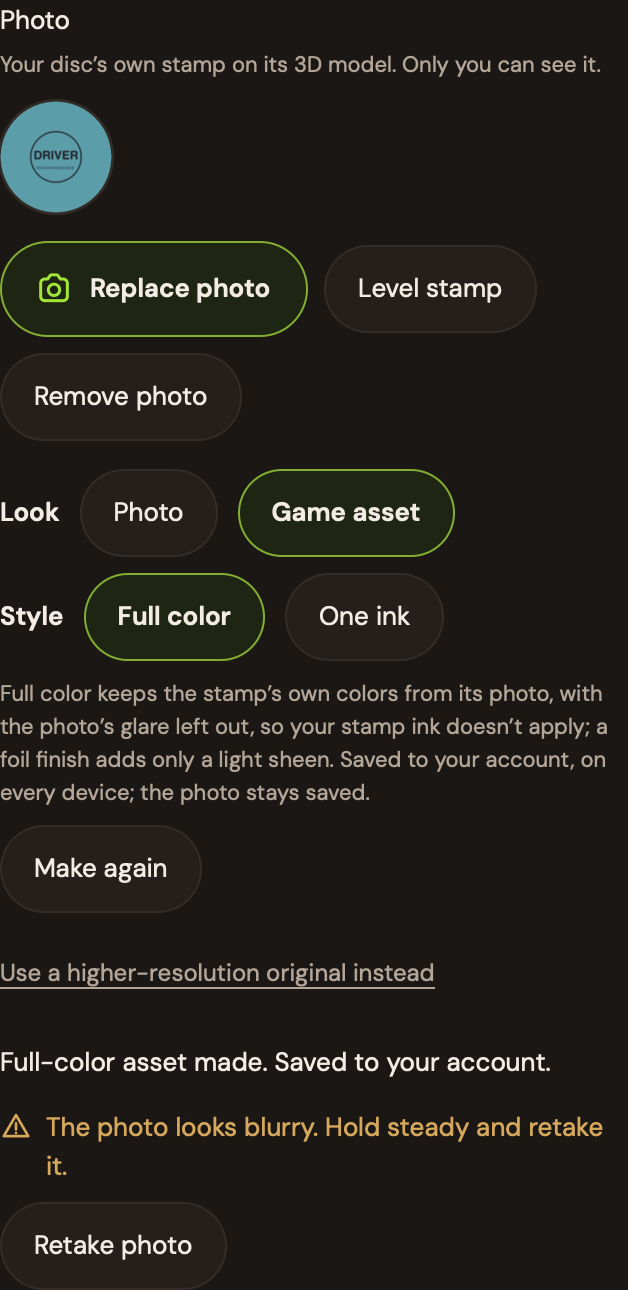 Photo
Your disc’s own stamp on its 3D model. Only you can see it.
DRIVER
Replace photo
Level stamp
Remove photo
Look
Photo
Game asset
Style
Full color
One ink
Full color keeps the stamp’s own colors from its photo, with
the photo’s glare left out, so your stamp ink doesn’t apply; a
foil finish adds only a light sheen. Saved to your account, on
every device; the photo stays saved.
Make again
Use a higher-resolution original instead
Full-color asset made. Saved to your account.
The photo looks blurry. Hold steady and retake
it.
Retake photo